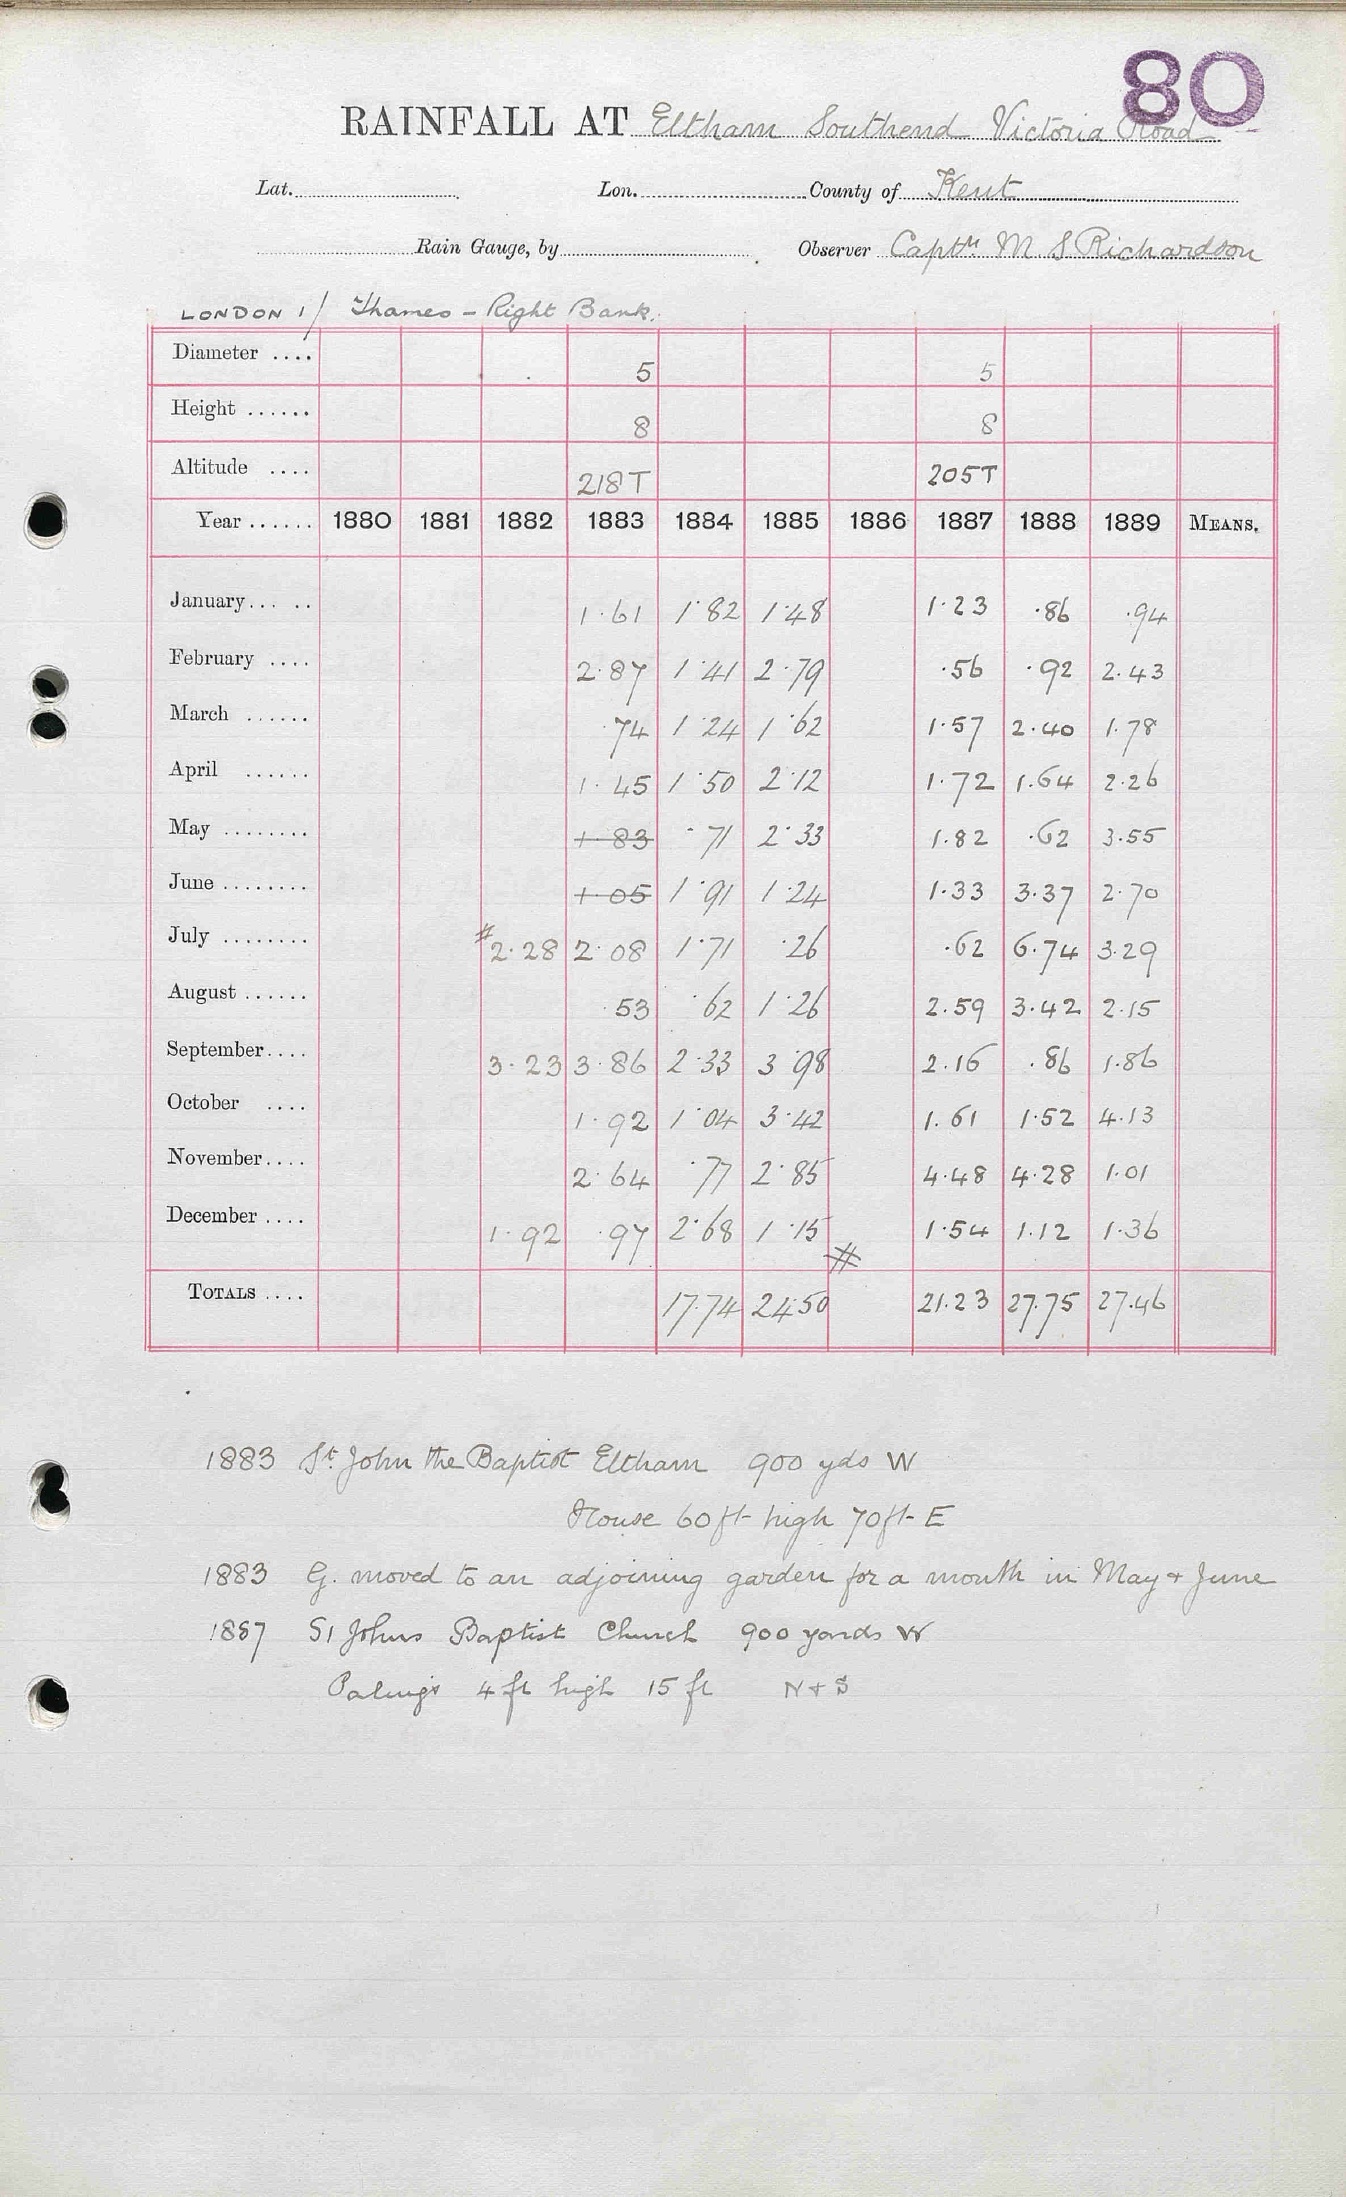 80
RAINFALL AT Eltham Southend Victoria Road
Lat. Lon. County of Kent
Rain Gauge, by Observer Captn M S Richardson
LONDON 1/ Thames - Right Bank.
Diameter .... 5 5
Height ...... 8 8
Altitude .... 218T 205T
Year ...... 1880 1881 1882 1883 1884 1885 1886 1887 1888 1889 MEANS.
January... .. 1.61 1.82 1.48 1.23 .86 .94
February .... 2.87 1.41 2.79 .56 .92 2.43
March ...... .74 1.24 1.62 1.57 2.40 1.78
April ...... 1.45 1.50 2.12 1.72 1.64 2.26
May ........ 1.83 .71 2.33 1.82 .62 3.55
June ........ 1.05 1.91 1.24 1.33 3.37 2.70
July ........ #2.28 2.08 1.71 .26 .62 6.74 3.29
August ...... .53 .62 1.26 2.59 3.42 2.15
September.... 3.23 3.86 2.33 3.98 2.16 .86 1.86
October .... 1.92 1.04 3.42 1.61 1.52 4.13
November.... 2.64 .77 2.85 4.48 4.28 1.01
December .... 1.92 .97 2.68 1.15 # 1.54 1.12 1.36
TOTALS .... 17.74 24.50 21.23 27.75 27.46
1883 St John the Baptist Eltham 900 yds W
House 60 ft high 70 ft E
1883 G. moved to an adjoining garden for a month in May + June
1887 St Johns Baptist Church 900 yards W
Palings 4 ft high 15 ft N + S